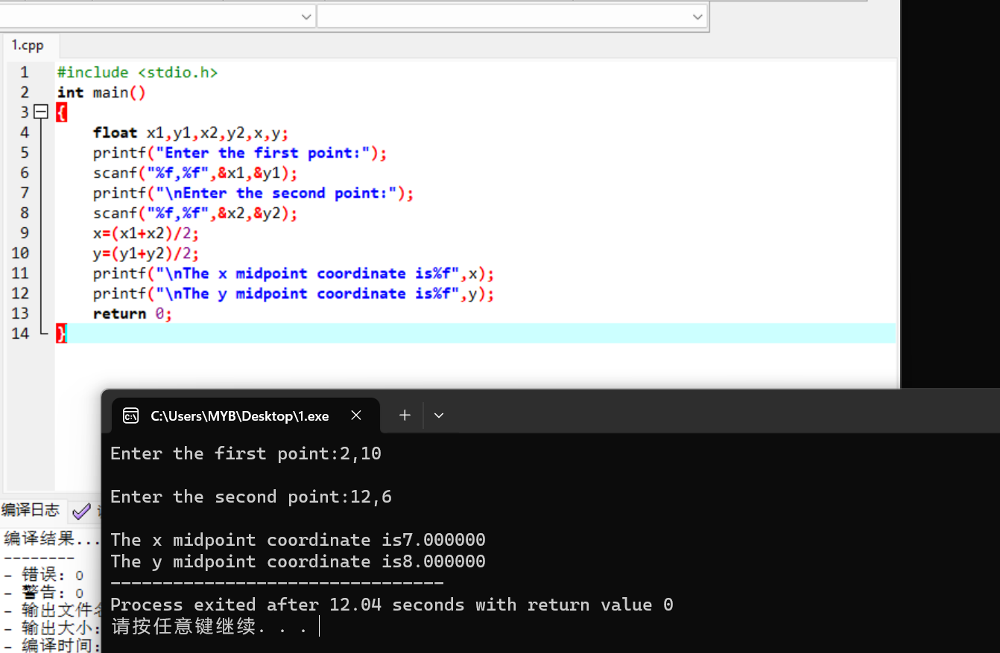 1.cpp
1 #include <stdio.h>
2 int main()
3 {
4 float x1,y1,x2,y2,x,y;
5 printf("Enter the first point:");
6 scanf("%f,%f",&x1,&y1);
7 printf("\nEnter the second point:");
8 scanf("%f,%f",&x2,&y2);
9 x=(x1+x2)/2;
10 y=(y1+y2)/2;
11 printf("\nThe x midpoint coordinate is%f",x);
12 printf("\nThe y midpoint coordinate is%f",y);
13 return 0;
14 }
编译日志
编译结果...
--------
- 错误: 0
- 警告: 0
- 输出文件
- 输出大小:
- 编译时间:
C:\Users\MYB\Desktop\1.exe
Enter the first point:2,10
Enter the second point:12,6
The x midpoint coordinate is7.000000
The y midpoint coordinate is8.000000
--------------------------------
Process exited after 12.04 seconds with return value 0
请按任意键继续. . .